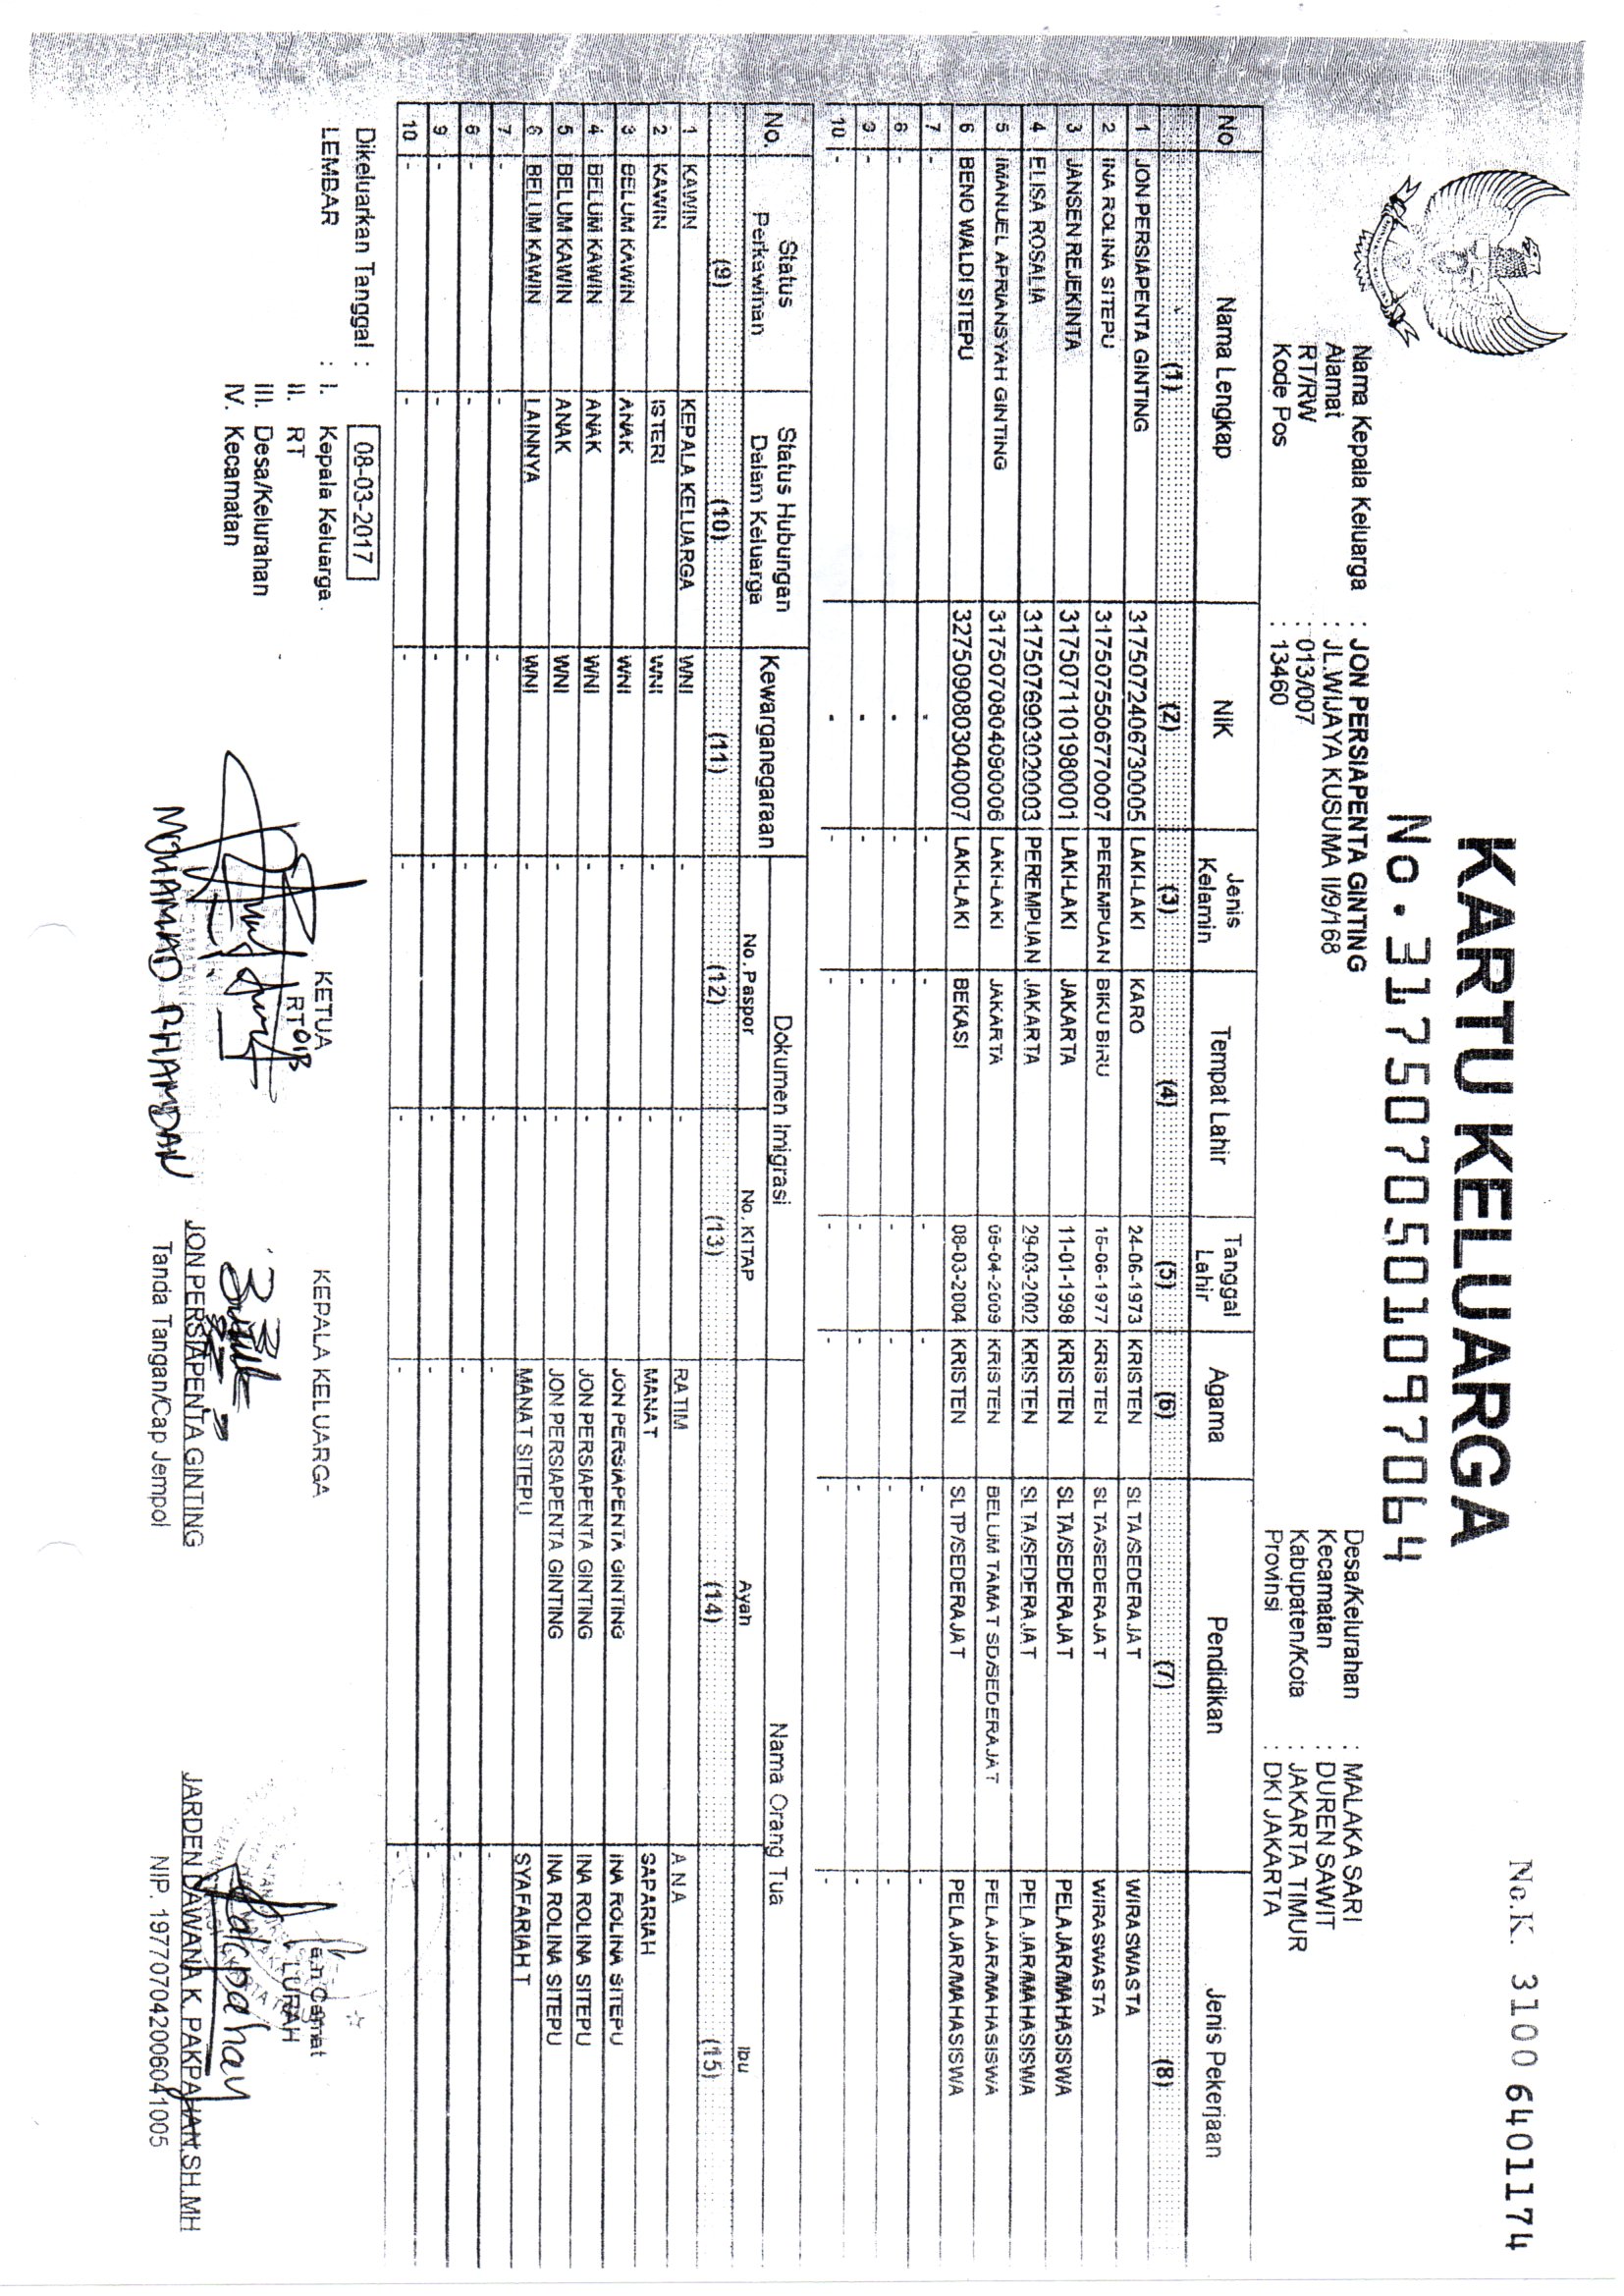 No.K. 3100 6401174
KARTU KELUARGA
No. 3175070501097064
Nama Kepala Keluarga : JON PERSIAPENTA GINTING
Alamat : JL.WIJAYA KUSUMA II/9/168
RT/RW : 013/007
Kode Pos : 13460
Desa/Kelurahan : MALAKA SARI
Kecamatan : DUREN SAWIT
Kabupaten/Kota : JAKARTA TIMUR
Provinsi : DKI JAKARTA
No Nama Lengkap NIK Jenis Kelamin Tempat Lahir Tanggal Lahir Agama Pendidikan Jenis Pekerjaan
(1) (2) (3) (4) (5) (6) (7) (8)
1 JON PERSIAPENTA GINTING 3175072406730005 LAKI-LAKI KARO 24-06-1973 KRISTEN SLTA/SEDERAJAT WIRASWASTA
2 INA ROLINA SITEPU 3175075506770007 PEREMPUAN BIKU BIRU 15-06-1977 KRISTEN SLTA/SEDERAJAT WIRASWASTA
3 JANSEN REJEKINTA 3175071101980001 LAKI-LAKI JAKARTA 11-01-1998 KRISTEN SLTA/SEDERAJAT PELAJAR/MAHASISWA
4 ELISA ROSALIA 3175076903020003 PEREMPUAN JAKARTA 29-03-2002 KRISTEN SLTA/SEDERAJAT PELAJAR/MAHASISWA
5 IMANUEL APRIANSYAH GINTING 3175070804090006 LAKI-LAKI JAKARTA 08-04-2009 KRISTEN BELUM TAMAT SD/SEDERAJAT PELAJAR/MAHASISWA
6 BENO WALDI SITEPU 3275090803040007 LAKI-LAKI BEKASI 08-03-2004 KRISTEN SLTP/SEDERAJAT PELAJAR/MAHASISWA
7 - - - - - - - -
8 - - - - - - - -
9 - - - - - - - -
10 - - - - - - - -
No. Status Perkawinan Status Hubungan Dalam Keluarga Kewarganegaraan Dokumen Imigrasi Nama Orang Tua
No. Paspor No. KITAP Ayah Ibu
(9) (10) (11) (12) (13) (14) (15)
1 KAWIN KEPALA KELUARGA WNI - - RATIM ANA
2 KAWIN ISTERI WNI - - MANAT SAPARIAH
3 BELUM KAWIN ANAK WNI - - JON PERSIAPENTA GINTING INA ROLINA SITEPU
4 BELUM KAWIN ANAK WNI - - JON PERSIAPENTA GINTING INA ROLINA SITEPU
5 BELUM KAWIN ANAK WNI - - JON PERSIAPENTA GINTING INA ROLINA SITEPU
6 BELUM KAWIN LAINNYA WNI - - MANAT SITEPU SYAFARIAH T
7 - - - - - - -
8 - - - - - - -
9 - - - - - - -
10 - - - - - - -
Dikeluarkan Tanggal : 08-03-2017
LEMBAR : I. Kepala Keluarga
II. RT
III. Desa/Kelurahan
IV. Kecamatan
KETUA
RT 013
MOHAMAD RHAMDAN
KEPALA KELUARGA
JON PERSIAPENTA GINTING
Tanda Tangan/Cap Jempol
a.n Camat
LURAH
JARDEN DAWANA K. PAKPAHAN,SH.MH
NIP. 197707042006041005